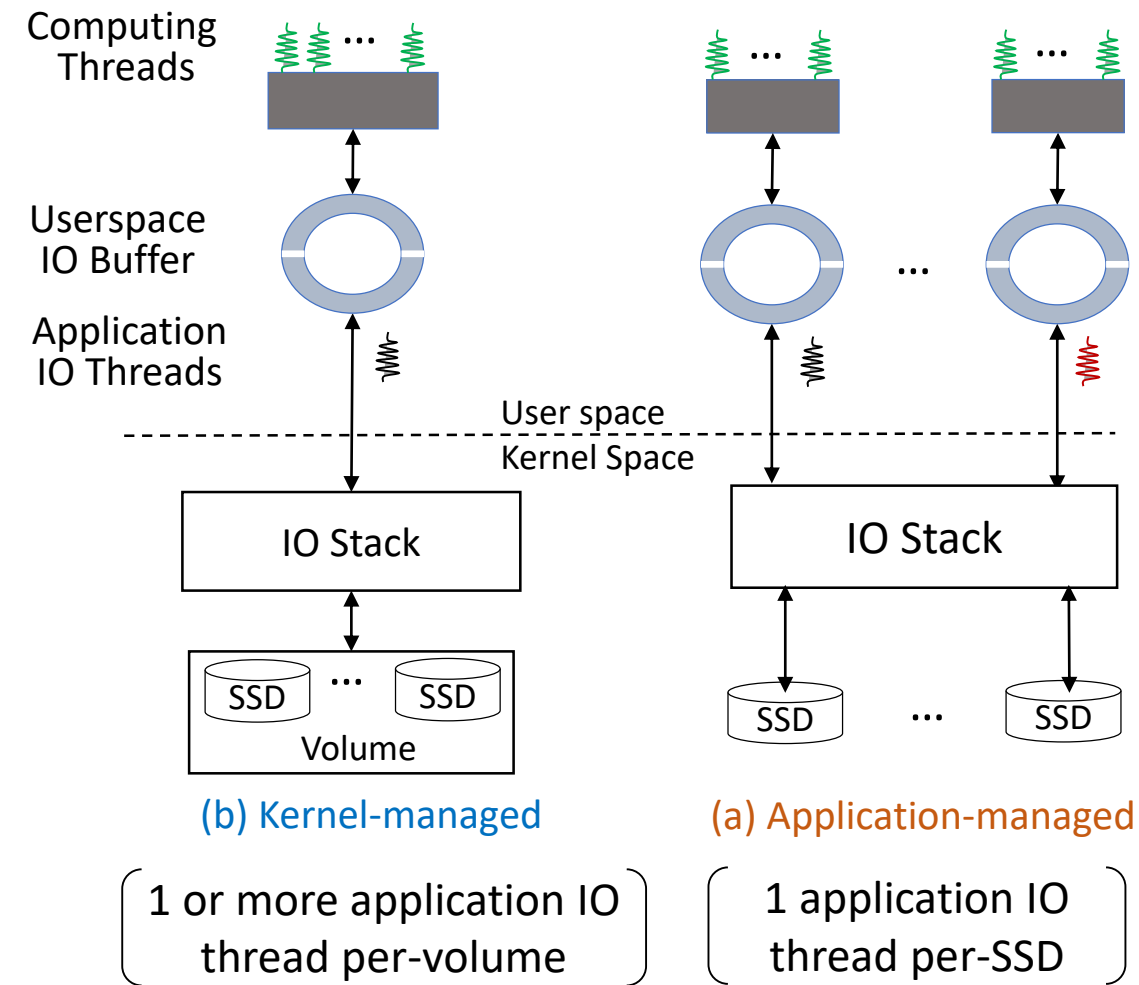 Computing
Threads
...
...
...
Userspace
IO Buffer
...
Application
IO Threads
User space
Kernel Space
IO Stack
IO Stack
SSD ... SSD
Volume
SSD ... SSD
(b) Kernel-managed
(a) Application-managed
1 or more application IO
thread per-volume
1 application IO
thread per-SSD